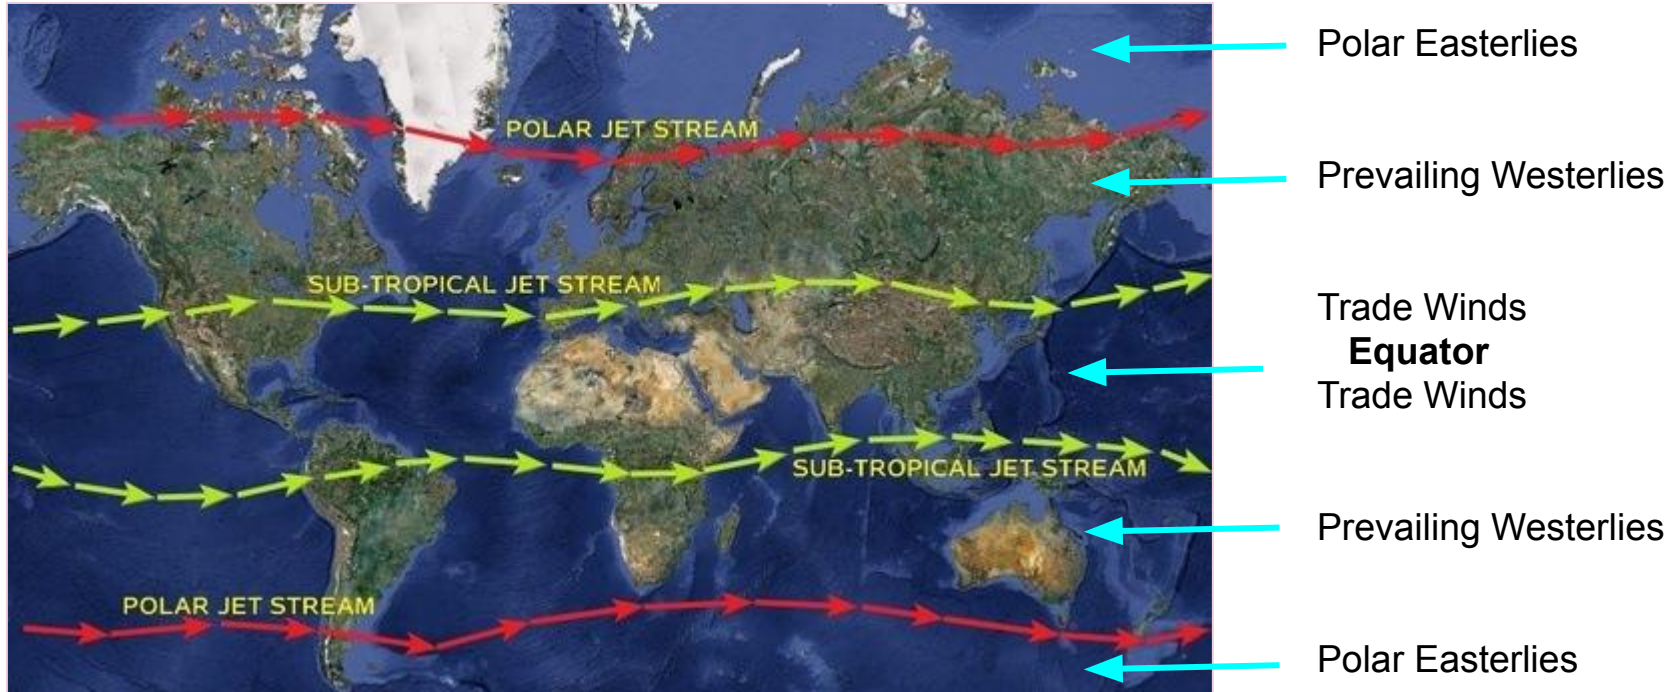 Polar Easterlies
POLAR JET STREAM
Prevailing Westerlies
SUB-TROPICAL JET STREAM
Trade Winds
Equator
Trade Winds
SUB-TROPICAL JET STREAM
Prevailing Westerlies
POLAR JET STREAM
Polar Easterlies